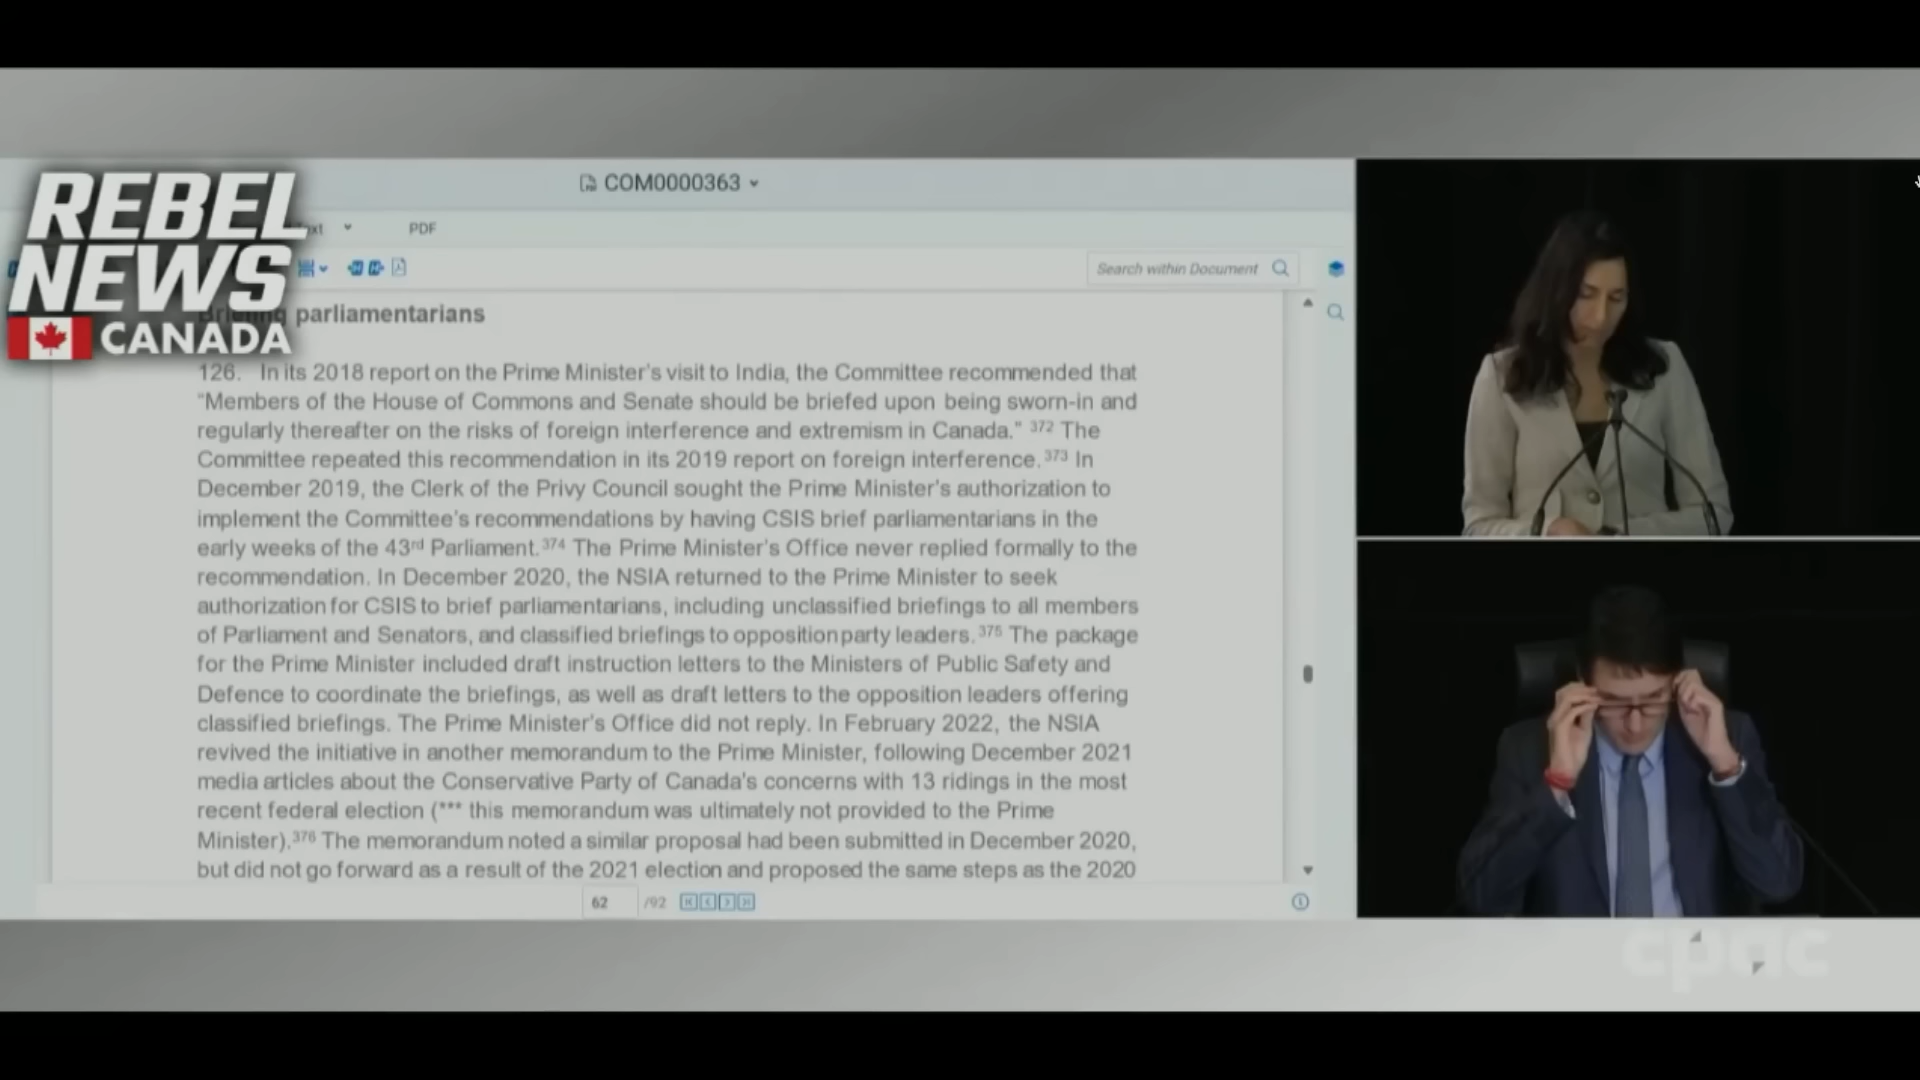 REBEL
NEWS
CANADA
COM0000363
PDF
Search within Document
Briefing parliamentarians
126. In its 2018 report on the Prime Minister's visit to India, the Committee recommended that
"Members of the House of Commons and Senate should be briefed upon being sworn-in and
regularly thereafter on the risks of foreign interference and extremism in Canada." 372 The
Committee repeated this recommendation in its 2019 report on foreign interference.373 In
December 2019, the Clerk of the Privy Council sought the Prime Minister's authorization to
implement the Committee's recommendations by having CSIS brief parliamentarians in the
early weeks of the 43rd Parliament.374 The Prime Minister's Office never replied formally to the
recommendation. In December 2020, the NSIA returned to the Prime Minister to seek
authorization for CSIS to brief parliamentarians, including unclassified briefings to all members
of Parliament and Senators, and classified briefings to opposition party leaders.375 The package
for the Prime Minister included draft instruction letters to the Ministers of Public Safety and
Defence to coordinate the briefings, as well as draft letters to the opposition leaders offering
classified briefings. The Prime Minister's Office did not reply. In February 2022, the NSIA
revived the initiative in another memorandum to the Prime Minister, following December 2021
media articles about the Conservative Party of Canada's concerns with 13 ridings in the most
recent federal election (*** this memorandum was ultimately not provided to the Prime
Minister).376 The memorandum noted a similar proposal had been submitted in December 2020,
but did not go forward as a result of the 2021 election and proposed the same steps as the 2020
62 /92
cpac